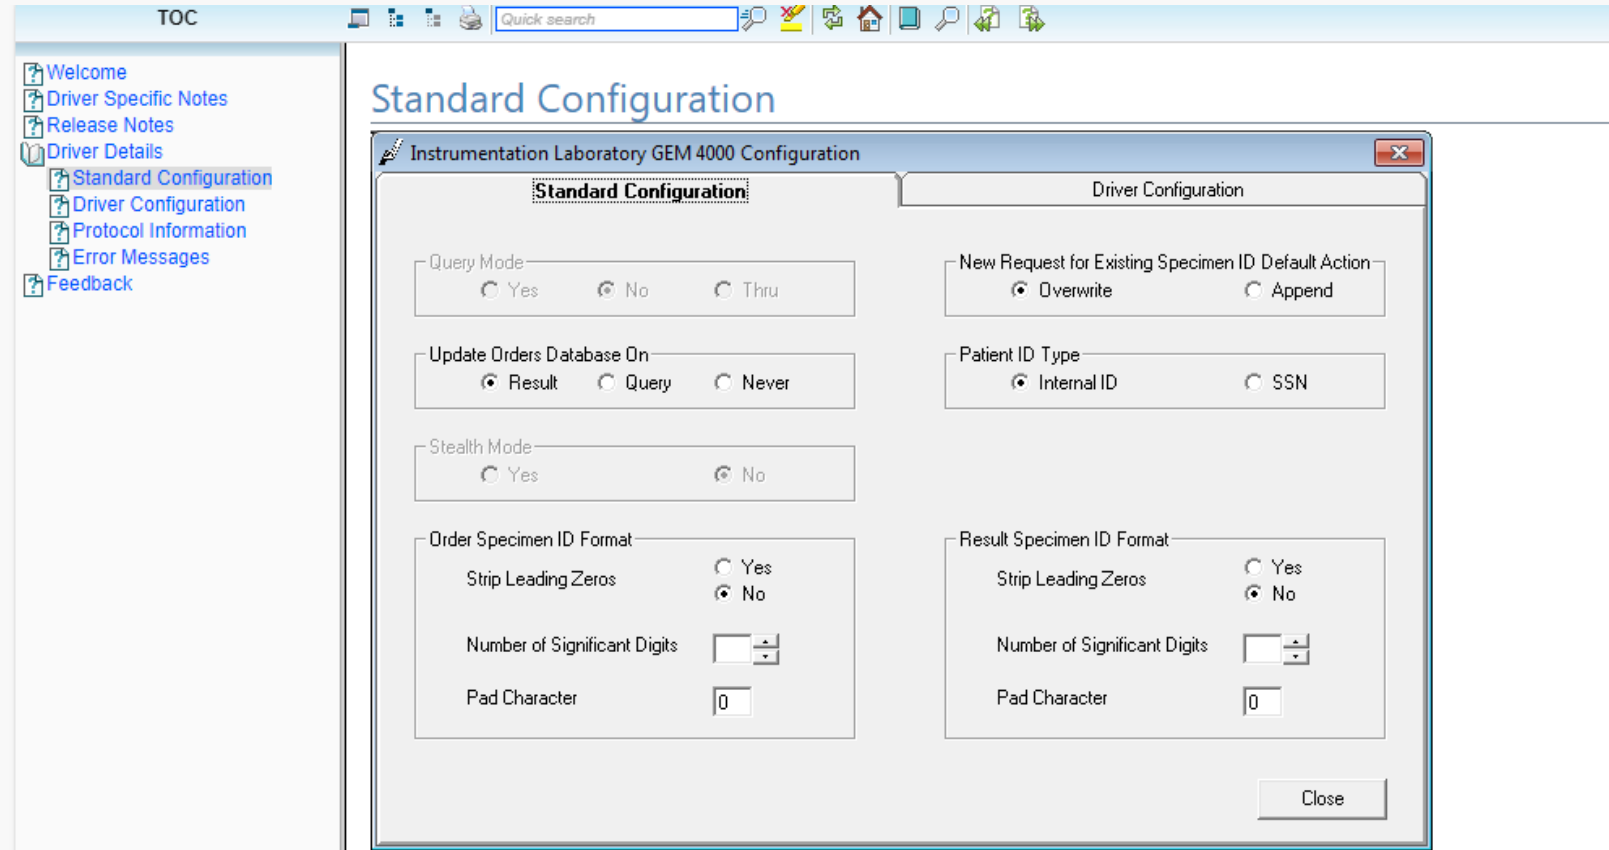 TOC
Quick search
Welcome
Driver Specific Notes
Release Notes
Driver Details
Standard Configuration
Driver Configuration
Protocol Information
Error Messages
Feedback
Standard Configuration
Instrumentation Laboratory GEM 4000 Configuration
Standard Configuration
Driver Configuration
Query Mode
Yes No Thru
New Request for Existing Specimen ID Default Action
Overwrite Append
Update Orders Database On
Result Query Never
Patient ID Type
Internal ID SSN
Stealth Mode
Yes No
Order Specimen ID Format
Strip Leading Zeros
Yes
No
Number of Significant Digits
Pad Character 0
Result Specimen ID Format
Strip Leading Zeros
Yes
No
Number of Significant Digits
Pad Character 0
Close